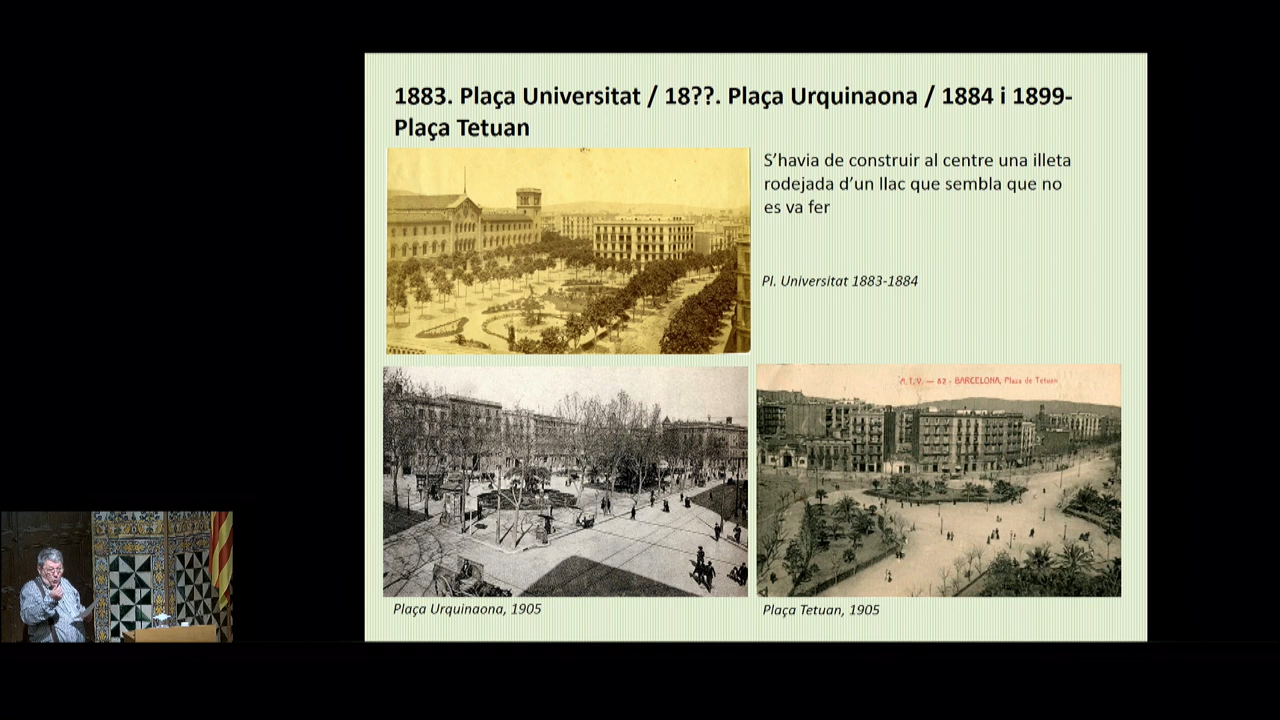 1883. Plaça Universitat / 18??. Plaça Urquinaona / 1884 i 1899-
Plaça Tetuan
S’havia de construir al centre una illeta
rodejada d’un llac que sembla que no
es va fer
Pl. Universitat 1883-1884
A.T.V. — 82 - BARCELONA, Plaza de Tetuan
Plaça Urquinaona, 1905
Plaça Tetuan, 1905